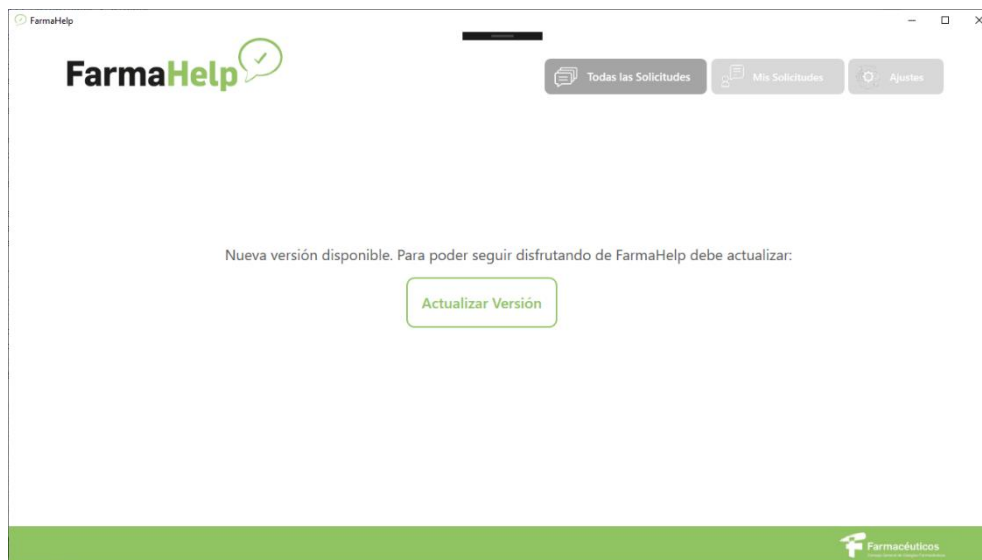 FarmaHelp
FarmaHelp
Todas las Solicitudes
Mis Solicitudes
Ajustes
Nueva versión disponible. Para poder seguir disfrutando de FarmaHelp debe actualizar:
Actualizar Versión
Farmacéuticos